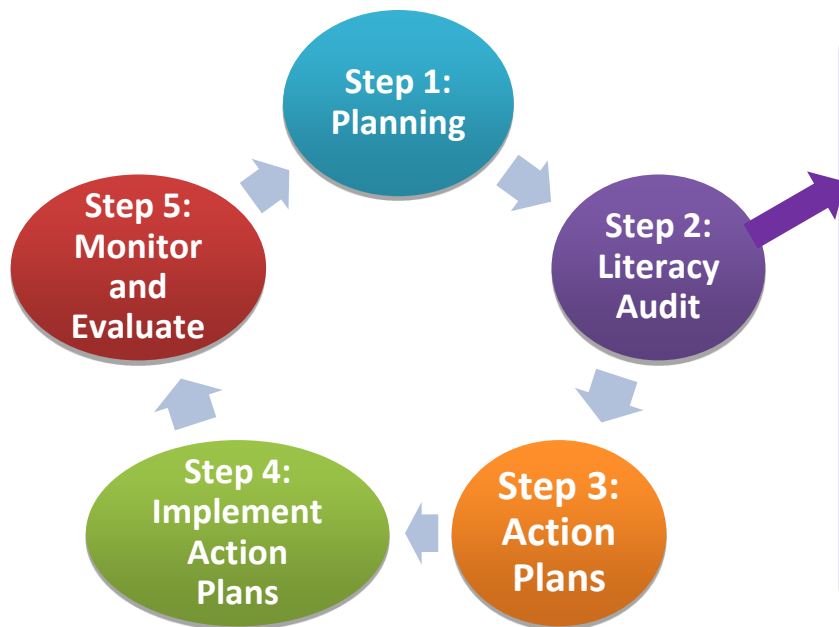 Step 1:
Planning
Step 2:
Literacy
Audit
Step 3:
Action
Plans
Step 4:
Implement
Action
Plans
Step 5:
Monitor
and
Evaluate